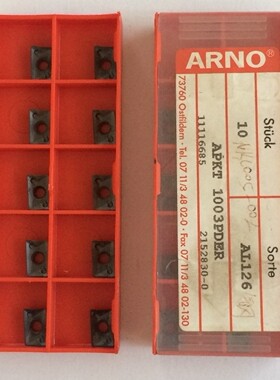 ARNO®
73760 Ostfildern · Tel. 07 11/3 48 02-0 · Fax 07 11/3 48 02-130
Stück
10
Sorte
AL126
APKT 1003PDER
11116685
2152830-0